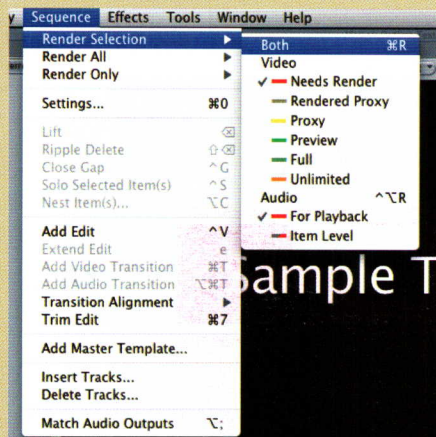 y Sequence Effects Tools Window Help
Render Selection ▶
Render All ▶
Render Only ▶
Settings... ⌘0
Lift ⌫
Ripple Delete ⇧⌫
Close Gap ^G
Solo Selected Item(s) ^S
Nest Item(s)... ⌥C
Add Edit ^V
Extend Edit e
Add Video Transition ⌘T
Add Audio Transition ⌥⌘T
Transition Alignment ▶
Trim Edit ⌘7
Add Master Template...
Insert Tracks...
Delete Tracks...
Match Audio Outputs ⌥;
Both ⌘R
Video
✓ Needs Render
Rendered Proxy
Proxy
Preview
Full
Unlimited
Audio ^⌥R
✓ For Playback
Item Level
Sample T